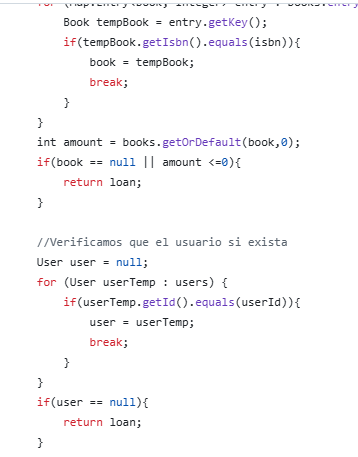 for (Map.Entry<Book, Integer> entry : books.entry
Book tempBook = entry.getKey();
if(tempBook.getIsbn().equals(isbn)){
book = tempBook;
break;
}
}
int amount = books.getOrDefault(book,0);
if(book == null || amount <=0){
return loan;
}
//Verificamos que el usuario si exista
User user = null;
for (User userTemp : users) {
if(userTemp.getId().equals(userId)){
user = userTemp;
break;
}
}
if(user == null){
return loan;
}